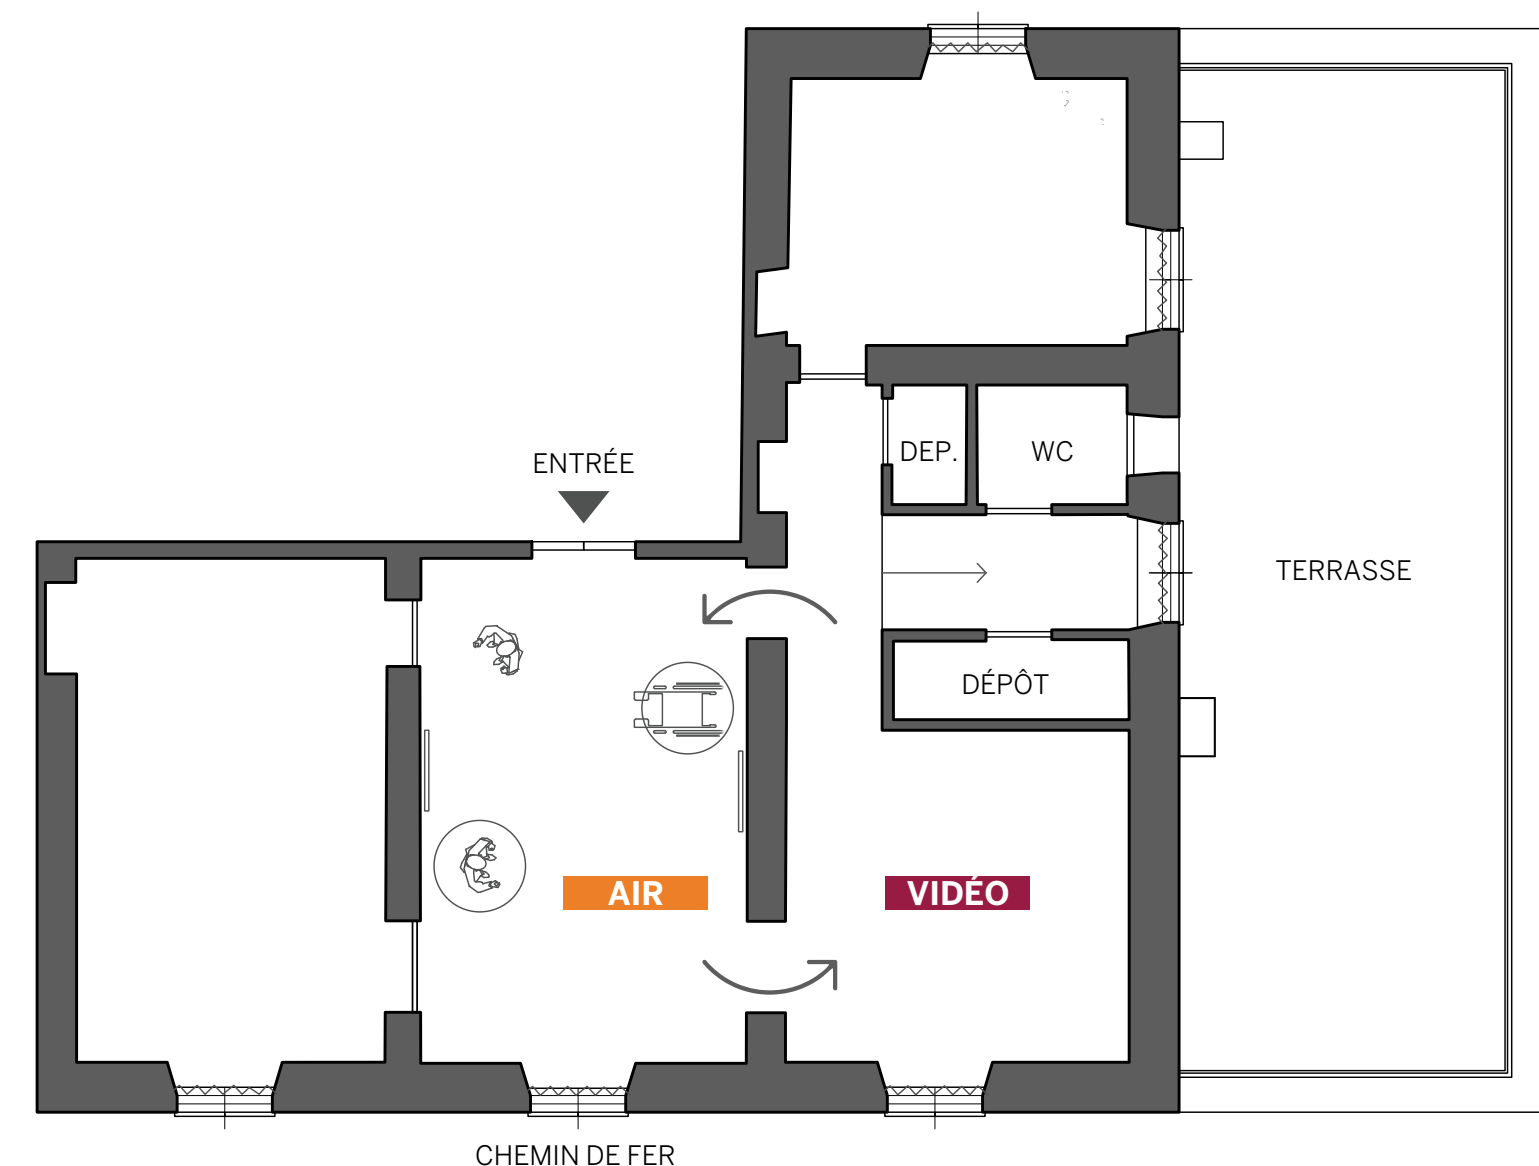 DEP.
WC
ENTRÉE
TERRASSE
DÉPÔT
AIR
VIDÉO
CHEMIN DE FER